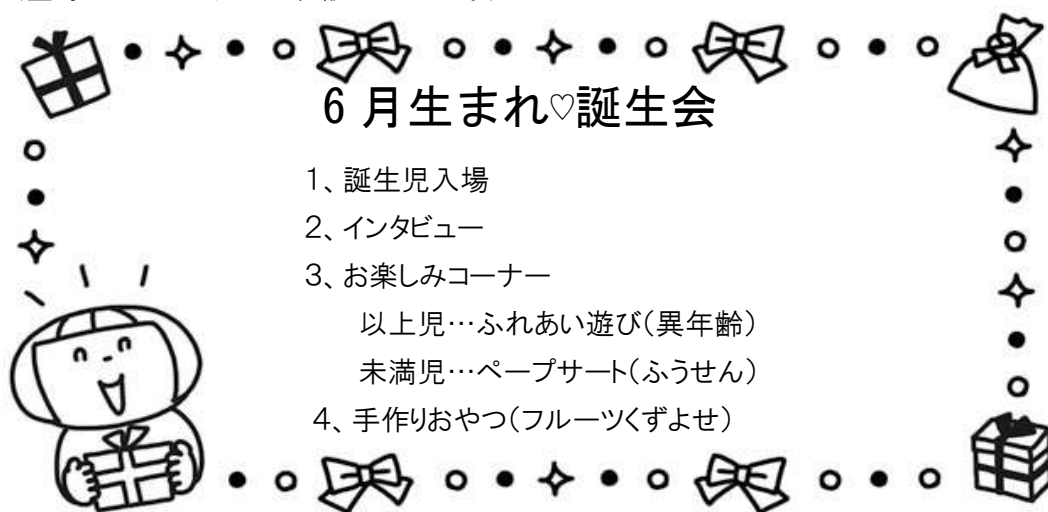 6月生まれ♡誕生会
1、誕生児入場
2、インタビュー
3、お楽しみコーナー
以上児…ふれあい遊び(異年齢)
未満児…ペープサート(ふうせん)
4、手作りおやつ(フルーツくずよせ)